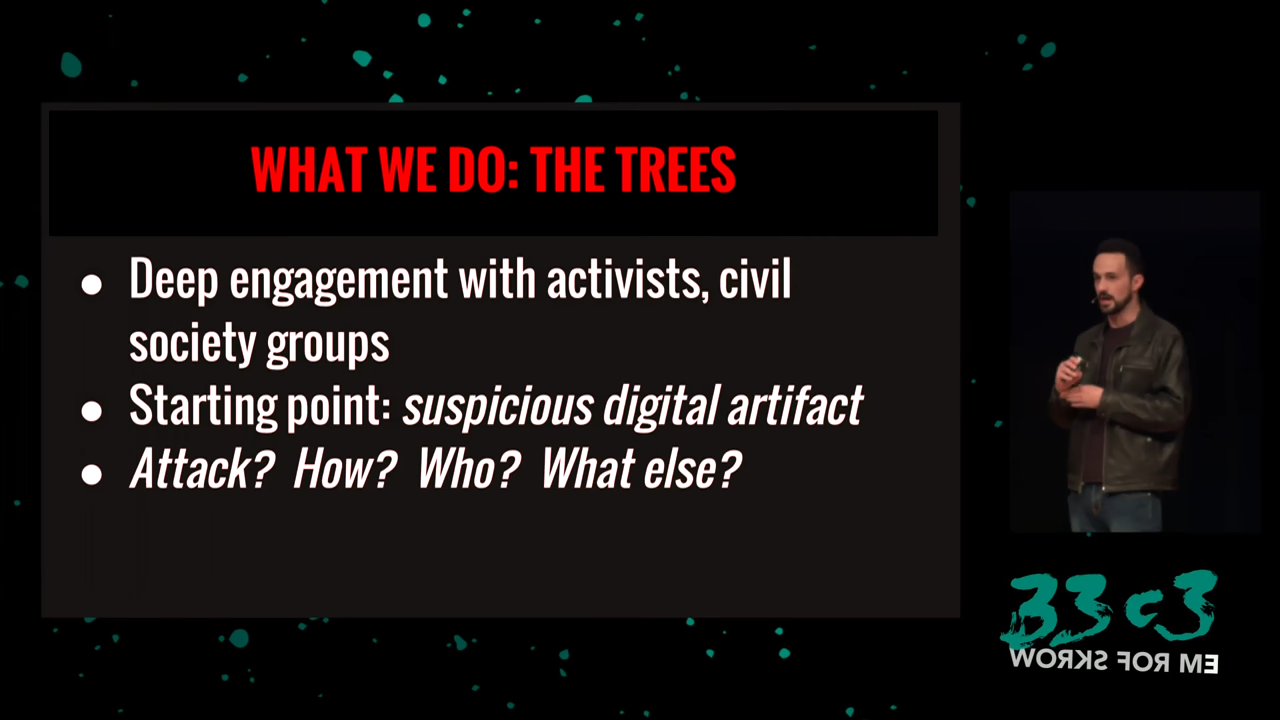 WHAT WE DO: THE TREES
● Deep engagement with activists, civil
society groups
● Starting point: suspicious digital artifact
● Attack? How? Who? What else?
33c3
WORKS FOR ME